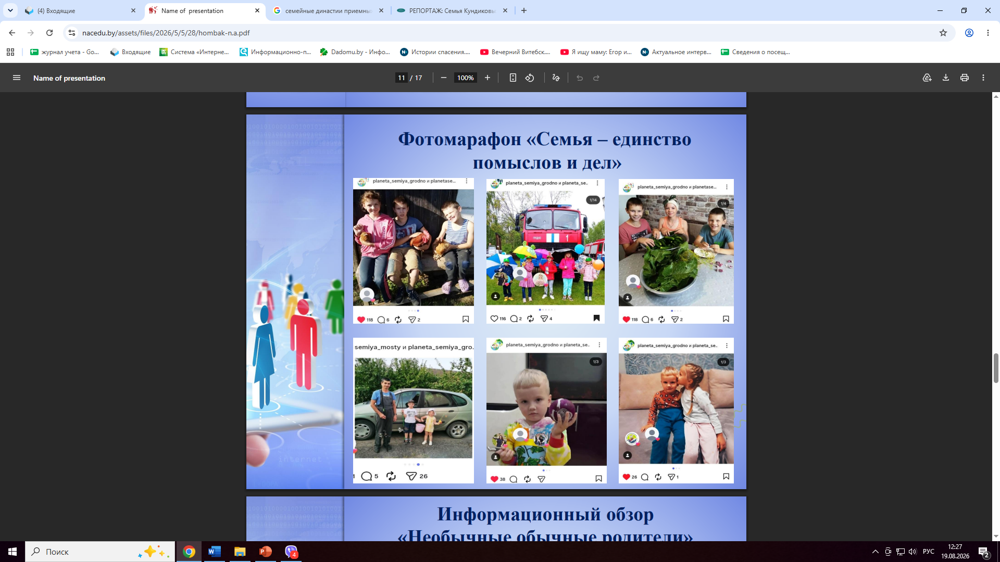 (4) Входящие
Name of presentation
семейные династии приемных
РЕПОРТАЖ: Семья Кундиковы
nacedu.by/assets/files/2026/5/5/28/hombak-n.a.pdf
журнал учета - Go...
Входящие
Система «Интерне...
Информационно-п...
Dadomu.by - Инфо...
Истории спасения....
Вечерний Витебск....
Я ищу маму: Егор и...
Актуальное интерв...
Сведения о посещ...
Name of presentation
11 / 17
100%
Фотомарафон «Семья – единство
помыслов и дел»
planeta_semiya_grodno и planetase...
118 6 2
planeta_semiya_grodno и planeta_se..
1/14
1
116 2 4
planeta_semiya_grodno и planetase...
1/4
118 6 2
semiya_mosty и planeta_semiya_gro.
5 26
planeta_semiya_grodno и planeta_se..
1/3
38
planeta_semiya_grodno и planeta_se..
1/3
26 1
internet
Информационный обзор
«Необычные обычные родители»
Поиск
4
РУС
12:27
19.08.2026
2